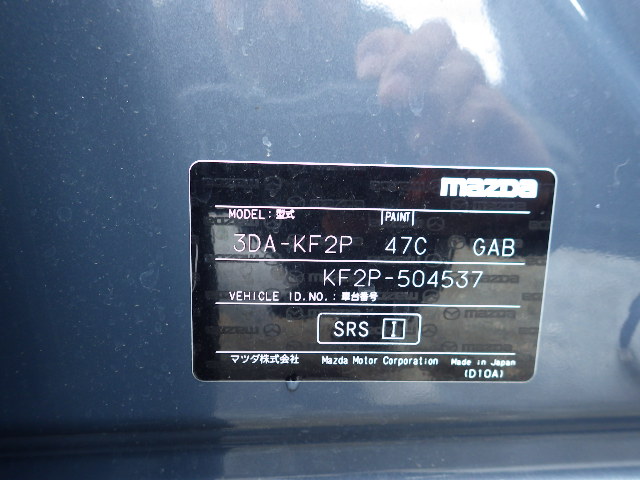 mazda
MODEL: 型式 PAINT
3DA-KF2P 47C GAB
KF2P-504537
VEHICLE ID.NO.: 車台番号
SRS I
マツダ株式会社 Mazda Motor Corporation Made in Japan
(D10A)